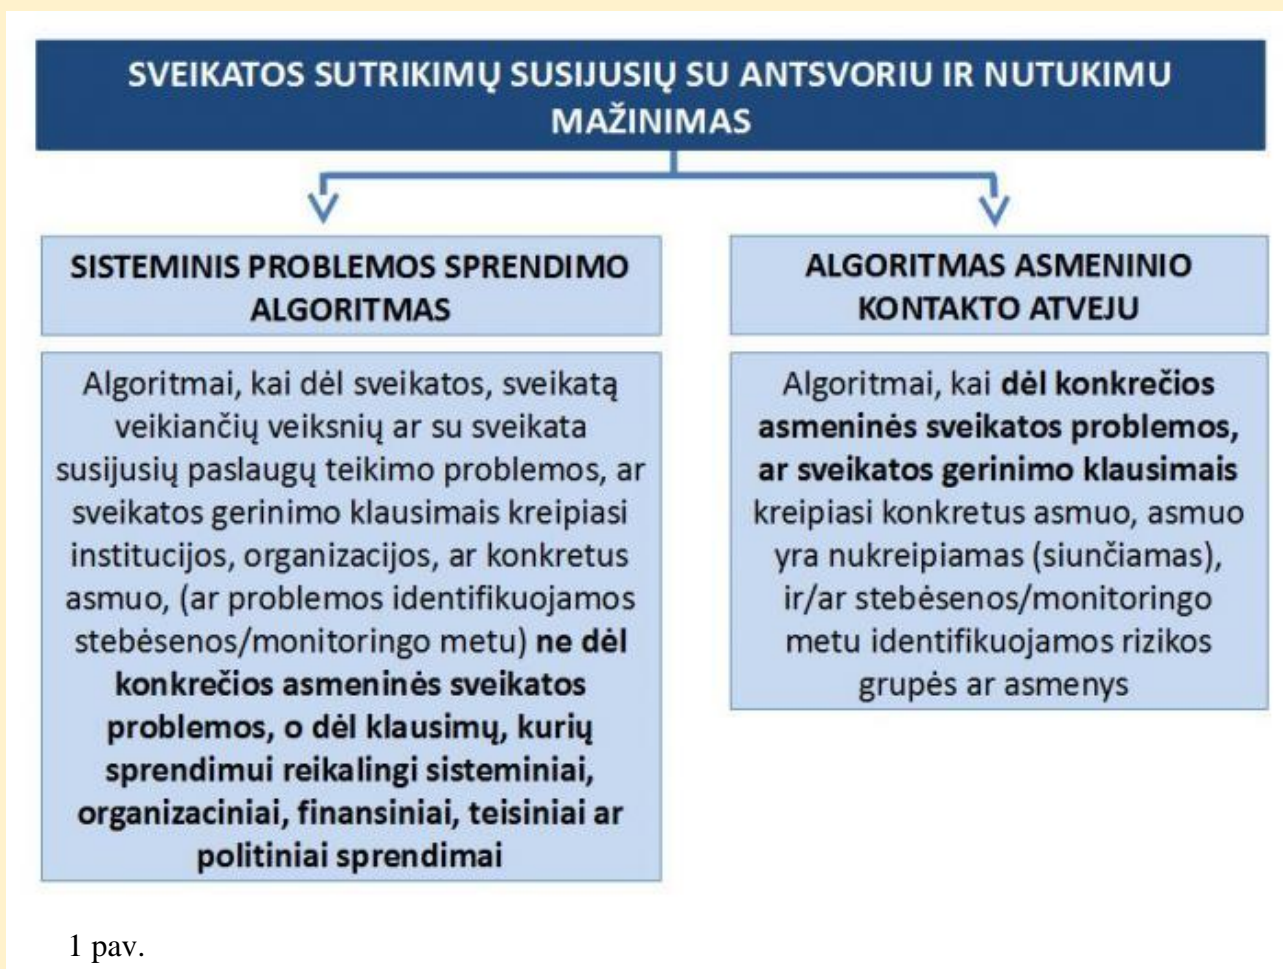 SVEIKATOS SUTRIKIMŲ SUSIJUSIŲ SU ANTSVORIU IR NUTUKIMU
MAŽINIMAS
SISTEMINIS PROBLEMOS SPRENDIMO
ALGORITMAS
Algoritmai, kai dėl sveikatos, sveikatą
veikiančių veiksnių ar su sveikata
susijusių paslaugų teikimo problemos, ar
sveikatos gerinimo klausimais kreipiasi
institucijos, organizacijos, ar konkretus
asmuo, (ar problemos identifikuojamos
stebėsenos/monitoringo metu) ne dėl
konkrečios asmeninės sveikatos
problemos, o dėl klausimų, kurių
sprendimui reikalingi sisteminiai,
organizaciniai, finansiniai, teisiniai ar
politiniai sprendimai
ALGORITMAS ASMENINIO
KONTAKTO ATVEJU
Algoritmai, kai dėl konkrečios
asmeninės sveikatos problemos,
ar sveikatos gerinimo klausimais
kreipiasi konkretus asmuo, asmuo
yra nukreipiamas (siunčiamas),
ir/ar stebėsenos/monitoringo
metu identifikuojamos rizikos
grupės ar asmenys
1 pav.